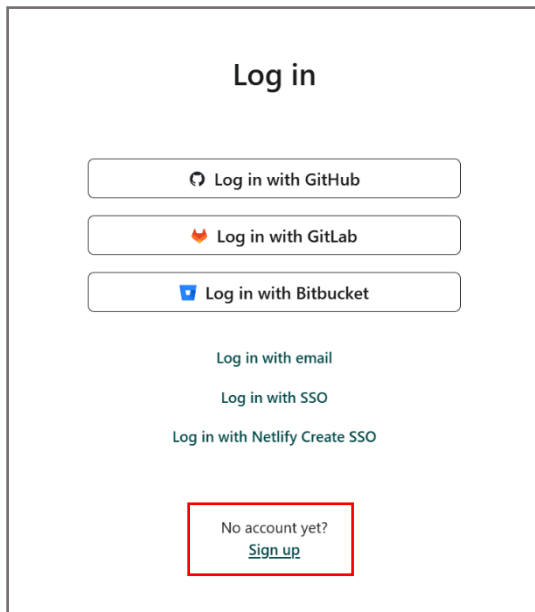 Log in
Log in with GitHub
Log in with GitLab
Log in with Bitbucket
Log in with email
Log in with SSO
Log in with Netlify Create SSO
No account yet?
Sign up